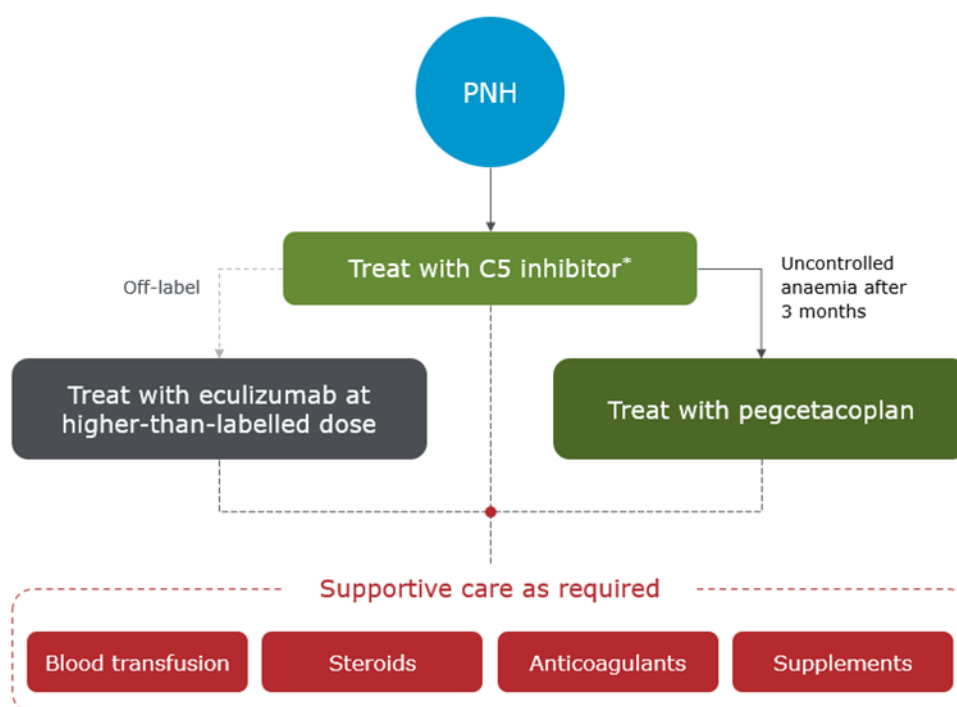 PNH
Treat with C5 inhibitor*
Off-label
Uncontrolled
anaemia after
3 months
Treat with eculizumab at
higher-than-labelled dose
Treat with pegcetacoplan
Supportive care as required
Blood transfusion
Steroids
Anticoagulants
Supplements